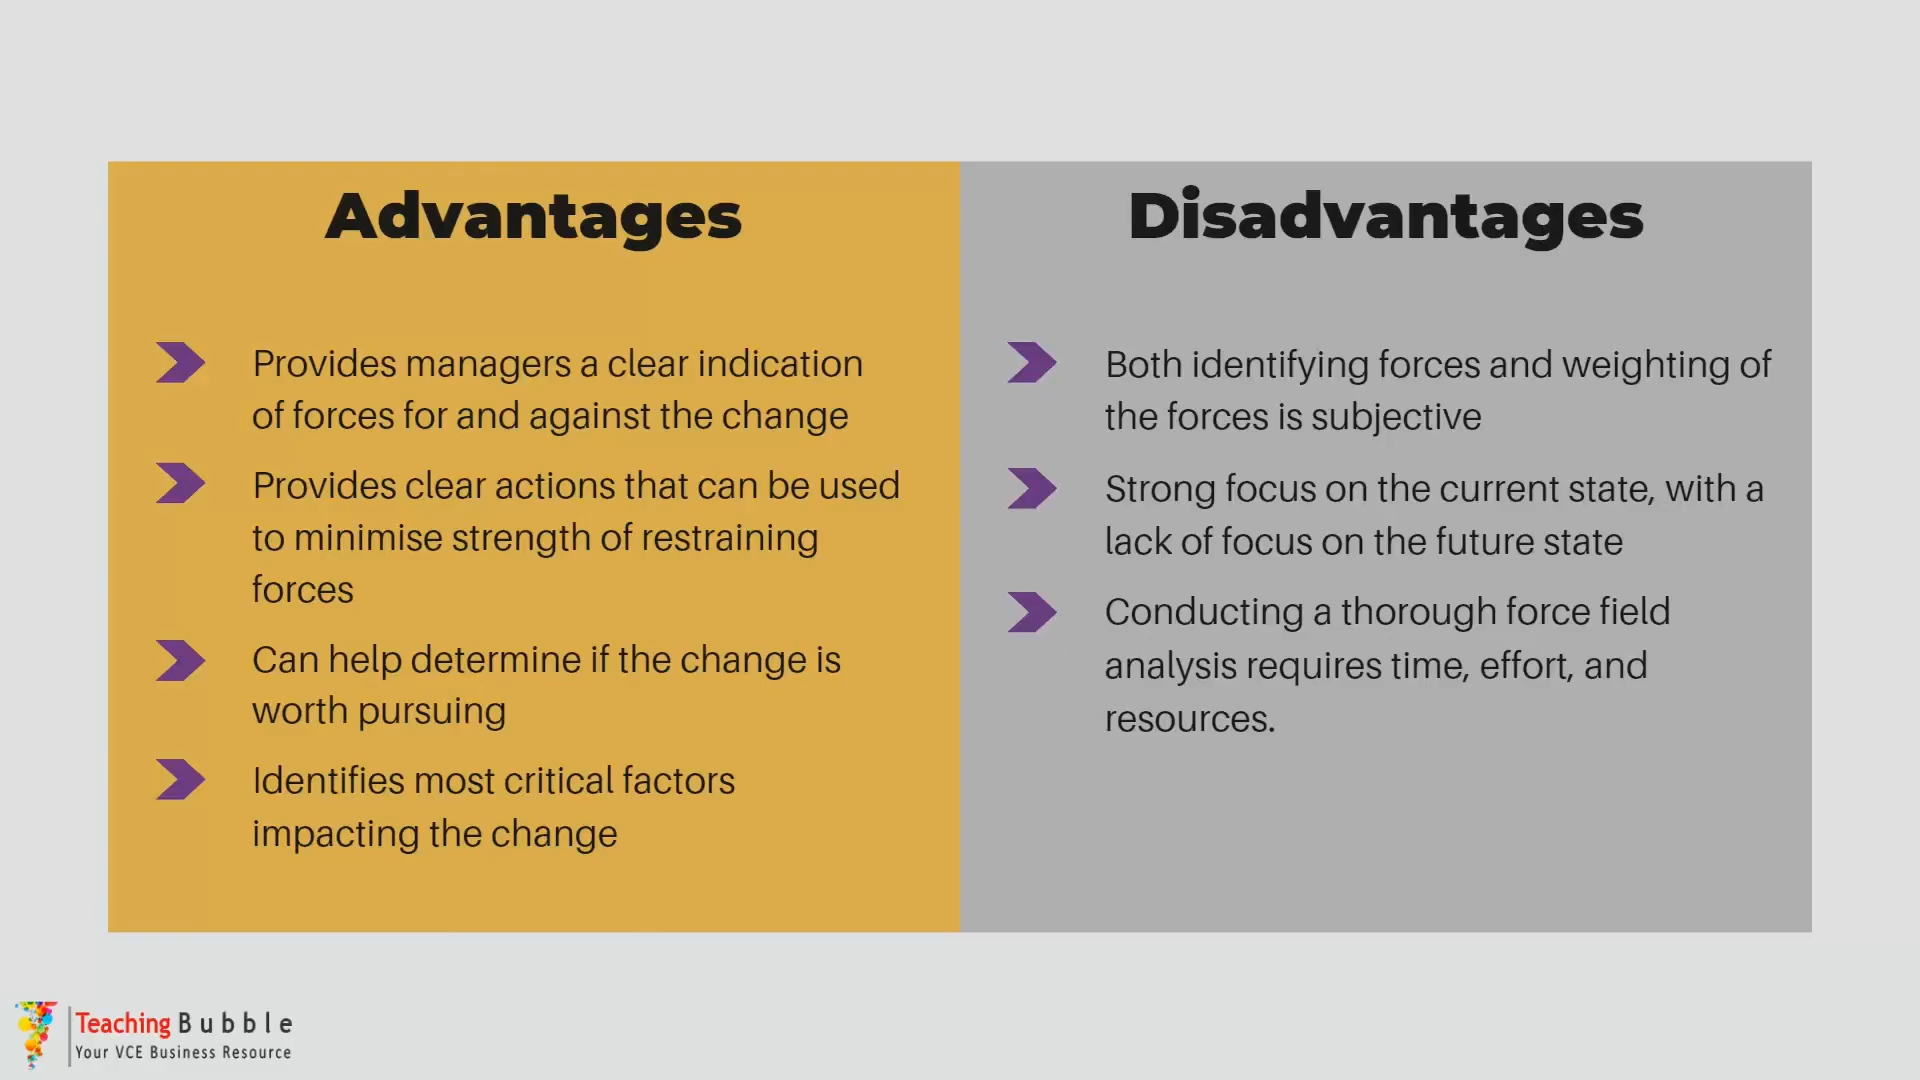 Advantages
Provides managers a clear indication
of forces for and against the change
Provides clear actions that can be used
to minimise strength of restraining
forces
Can help determine if the change is
worth pursuing
Identifies most critical factors
impacting the change
Disadvantages
Both identifying forces and weighting of
the forces is subjective
Strong focus on the current state, with a
lack of focus on the future state
Conducting a thorough force field
analysis requires time, effort, and
resources.
Teaching Bubble
Your VCE Business Resource